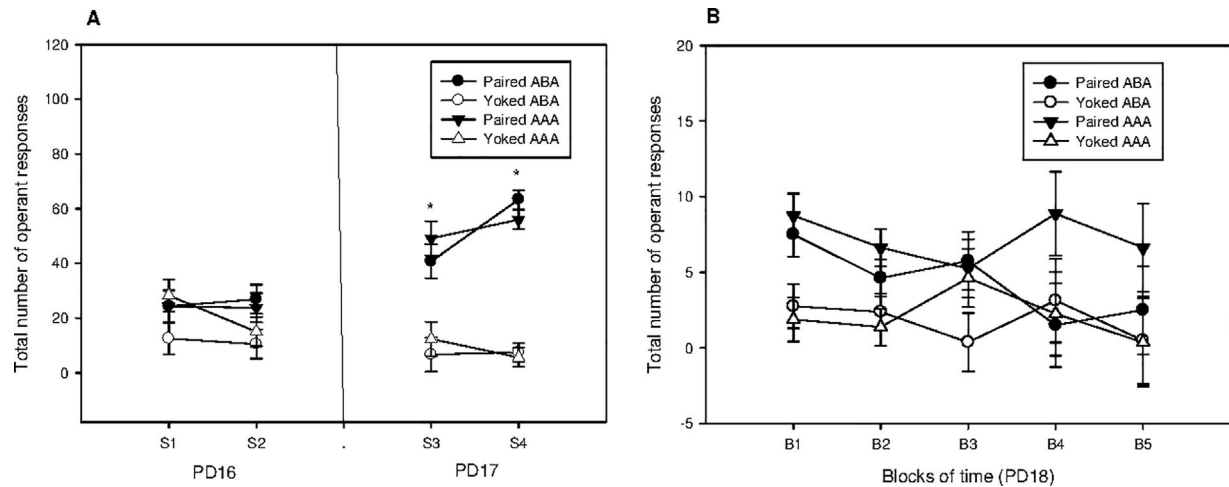 A
Total number of operant responses
120
100
80
60
40
20
0
Paired ABA
Yoked ABA
Paired AAA
Yoked AAA
*
*
S1 S2 . S3 S4
PD16 PD17
B
Total number of operant responses
20
15
10
5
0
-5
Paired ABA
Yoked ABA
Paired AAA
Yoked AAA
B1 B2 B3 B4 B5
Blocks of time (PD18)